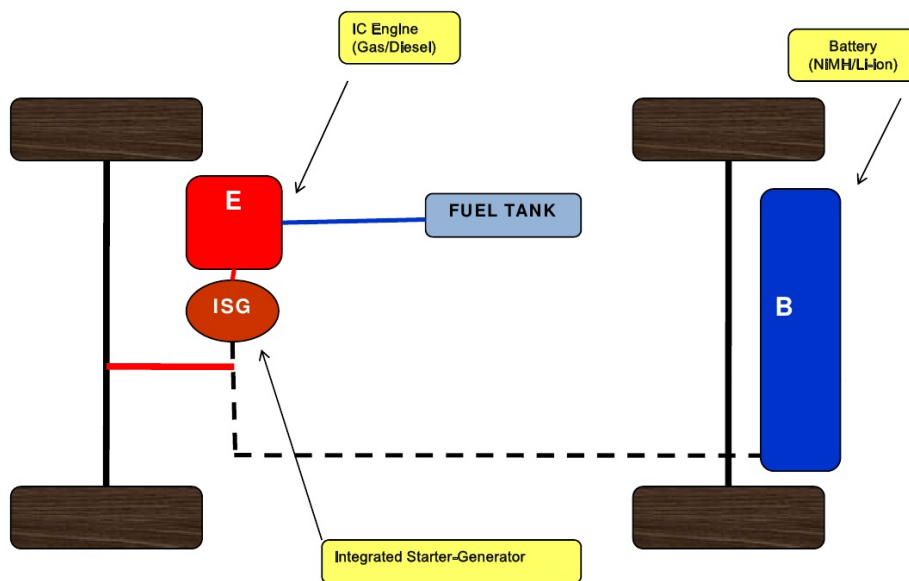 IC Engine
(Gas/Diesel)
Battery
(NiMH/Li-ion)
E
FUEL TANK
ISG
B
Integrated Starter-Generator